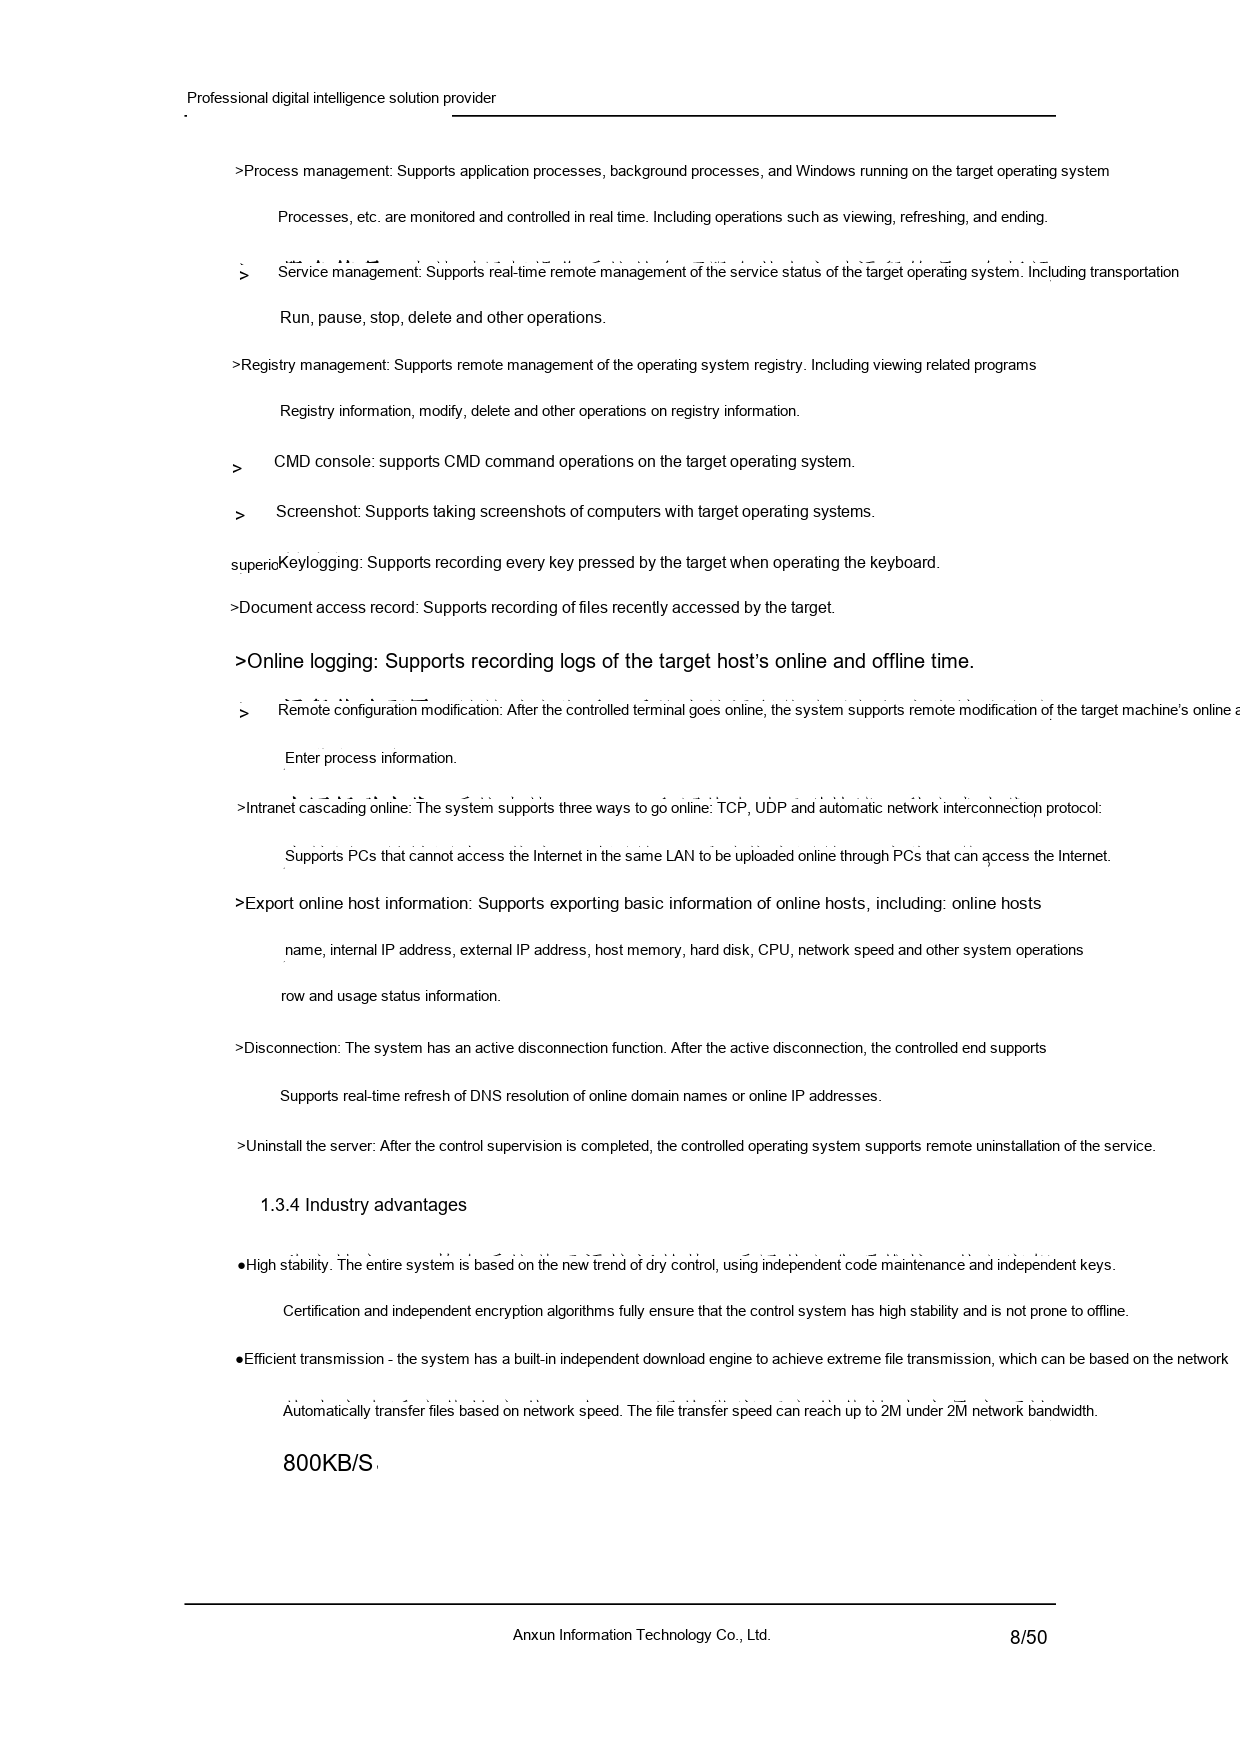 Professional digital intelligence solution provider
>Process management: Supports application processes, background processes, and Windows running on the target operating system
Processes, etc. are monitored and controlled in real time. Including operations such as viewing, refreshing, and ending.
> Service management: Supports real-time remote management of the service status of the target operating system. Including transportation
Run, pause, stop, delete and other operations.
>Registry management: Supports remote management of the operating system registry. Including viewing related programs
Registry information, modify, delete and other operations on registry information.
> CMD console: supports CMD command operations on the target operating system.
> Screenshot: Supports taking screenshots of computers with target operating systems.
superio Keylogging: Supports recording every key pressed by the target when operating the keyboard.
>Document access record: Supports recording of files recently accessed by the target.
>Online logging: Supports recording logs of the target host’s online and offline time.
> Remote configuration modification: After the controlled terminal goes online, the system supports remote modification of the target machine’s online a
Enter process information.
>Intranet cascading online: The system supports three ways to go online: TCP, UDP and automatic network interconnection protocol:
Supports PCs that cannot access the Internet in the same LAN to be uploaded online through PCs that can access the Internet.
>Export online host information: Supports exporting basic information of online hosts, including: online hosts
name, internal IP address, external IP address, host memory, hard disk, CPU, network speed and other system operations
row and usage status information.
>Disconnection: The system has an active disconnection function. After the active disconnection, the controlled end supports
Supports real-time refresh of DNS resolution of online domain names or online IP addresses.
>Uninstall the server: After the control supervision is completed, the controlled operating system supports remote uninstallation of the service.
1.3.4 Industry advantages
●High stability. The entire system is based on the new trend of dry control, using independent code maintenance and independent keys.
Certification and independent encryption algorithms fully ensure that the control system has high stability and is not prone to offline.
●Efficient transmission - the system has a built-in independent download engine to achieve extreme file transmission, which can be based on the network
Automatically transfer files based on network speed. The file transfer speed can reach up to 2M under 2M network bandwidth.
800KB/S
Anxun Information Technology Co., Ltd.
8/50